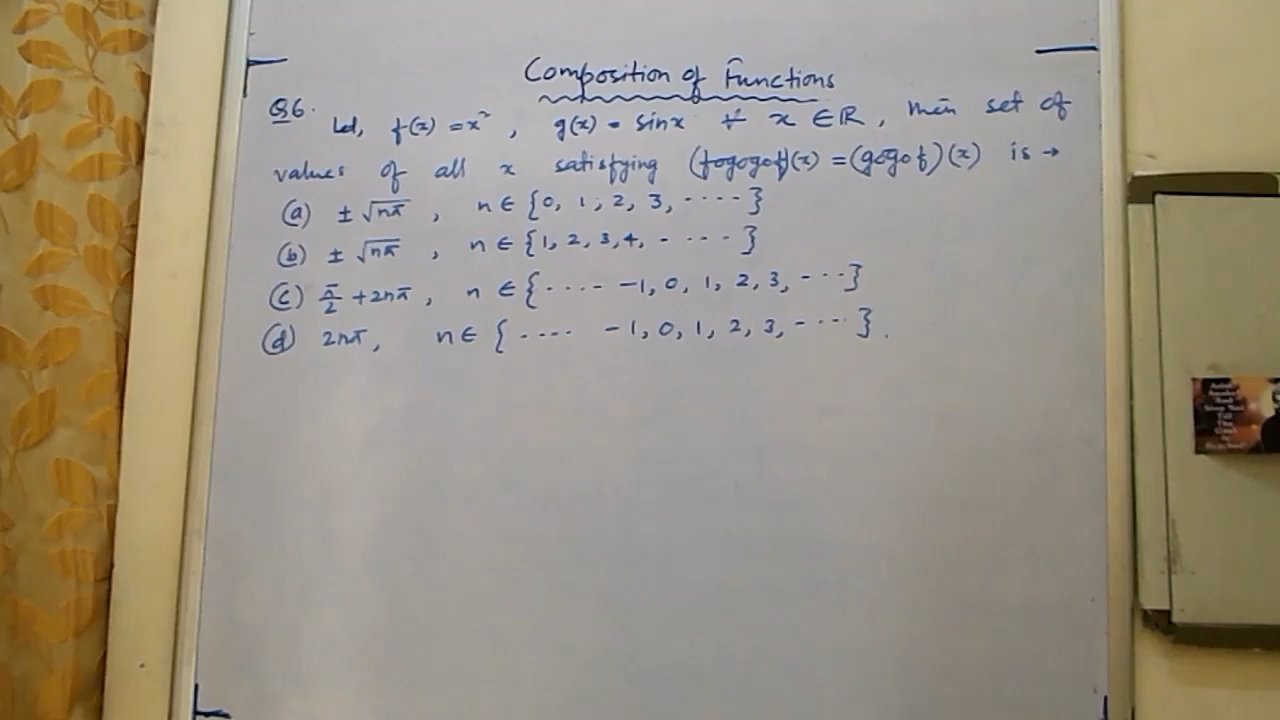 Composition of Functions
Q6. Let, f(x) = x², g(x) = sinx ∀ x ∈ ℝ, then set of
values of all x satisfying (fogogof)(x) = (gogof)(x) is →
(a) ± √nπ , n ∈ {0, 1, 2, 3, ....}
(b) ± √nπ , n ∈ {1, 2, 3, 4, ....}
(c) π/2 + 2nπ, n ∈ {.... -1, 0, 1, 2, 3, ....}
(d) 2nπ, n ∈ {.... -1, 0, 1, 2, 3, ....}.